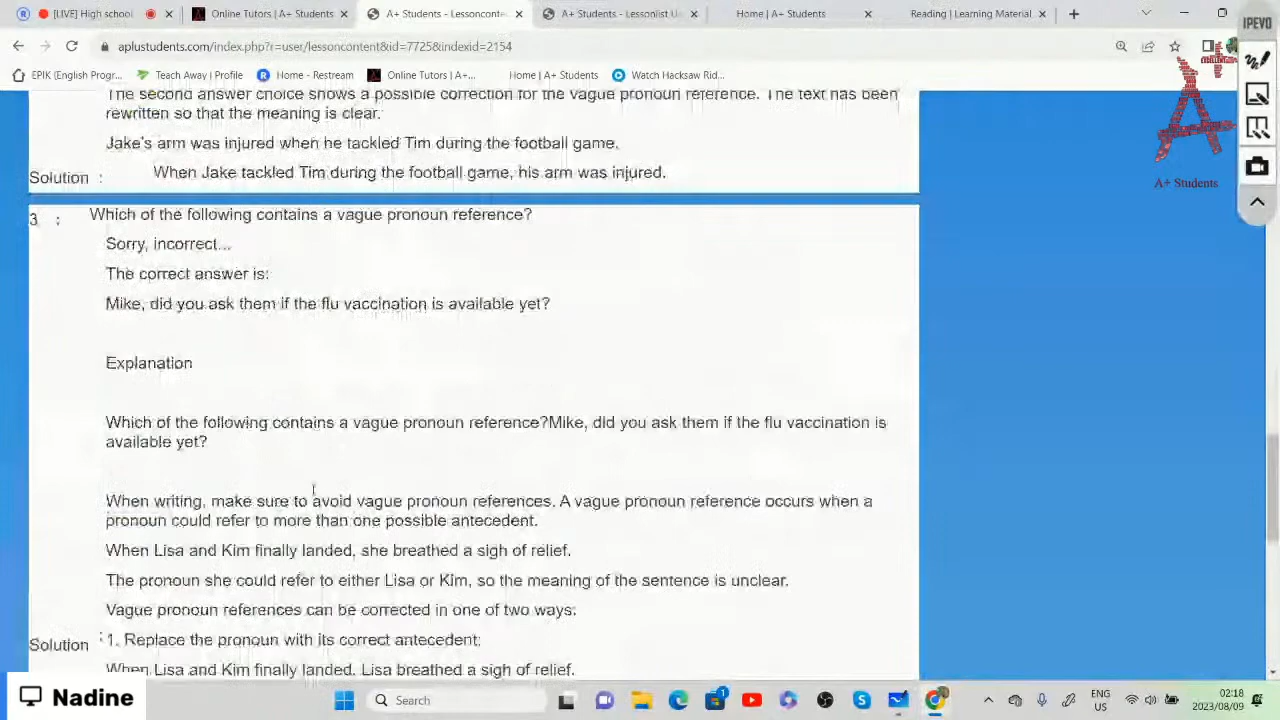 [LIVE] High school
Online Tutors | A+ Students
A+ Students - Lessoncont
A+ Students - Lessonlist U
Home | A+ Students
Reading | Learning Material
IPEVO
aplustudents.com/index.php?r=user/lessoncontent&id=7725&indexid=2154
EPIK (English Progr...
Teach Away | Profile
Home - Restream
Online Tutors | A+...
Home | A+ Students
Watch Hacksaw Rid...
The second answer choice shows a possible correction for the vague pronoun reference. The text has been
rewritten so that the meaning is clear.
Jake's arm was injured when he tackled Tim during the football game.
Solution : When Jake tackled Tim during the football game, his arm was injured.
A+
A+ Students
3 : Which of the following contains a vague pronoun reference?
Sorry, incorrect...
The correct answer is:
Mike, did you ask them if the flu vaccination is available yet?
Explanation
Which of the following contains a vague pronoun reference?Mike, did you ask them if the flu vaccination is
available yet?
When writing, make sure to avoid vague pronoun references. A vague pronoun reference occurs when a
pronoun could refer to more than one possible antecedent.
When Lisa and Kim finally landed, she breathed a sigh of relief.
The pronoun she could refer to either Lisa or Kim, so the meaning of the sentence is unclear.
Vague pronoun references can be corrected in one of two ways:
Solution : 1. Replace the pronoun with its correct antecedent:
When Lisa and Kim finally landed, Lisa breathed a sigh of relief.
Nadine
Search
1
ENG
US
02:18
2023/08/09